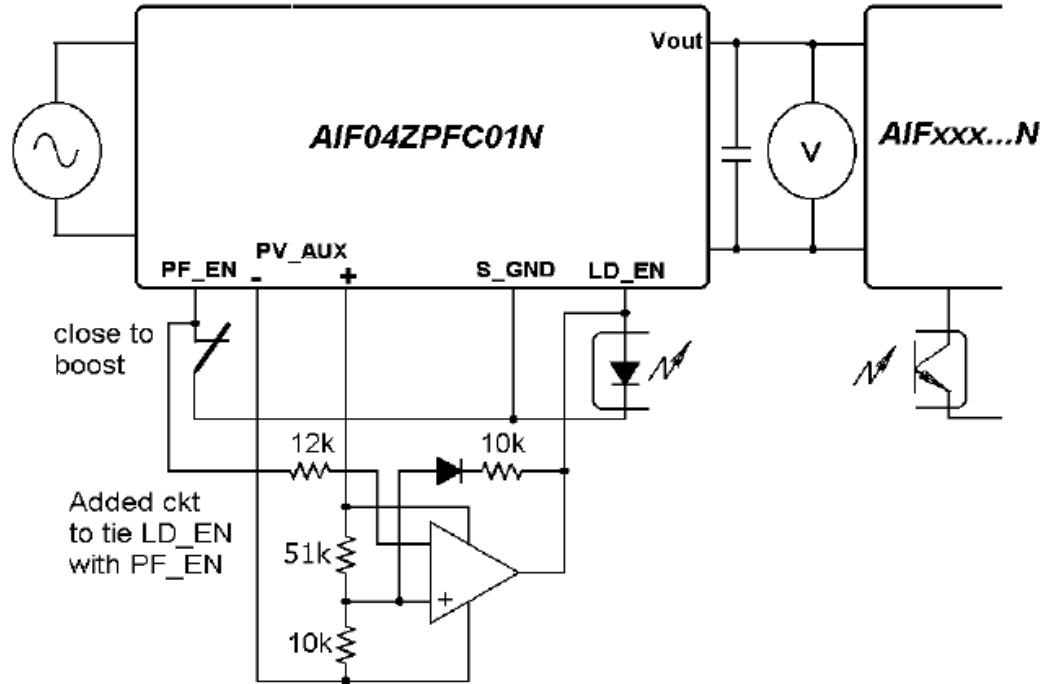 Vout
AIF04ZPFC01N
AIFxxx...N
V
PV_AUX
PF_EN
-
+
S_GND
LD_EN
close to
boost
12k
10k
Added ckt
to tie LD_EN
with PF_EN
51k
+
10k